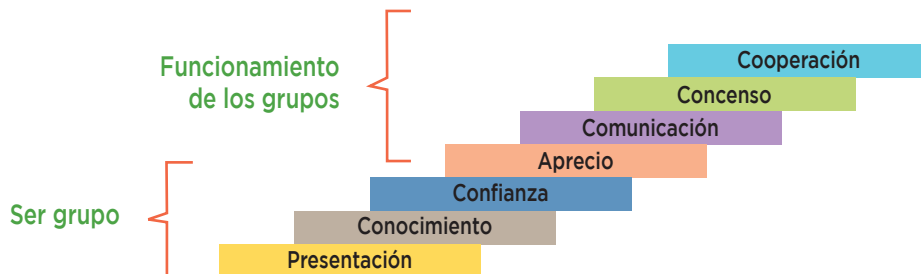 Funcionamiento
de los grupos
Cooperación
Concenso
Comunicación
Aprecio
Ser grupo
Confianza
Conocimiento
Presentación